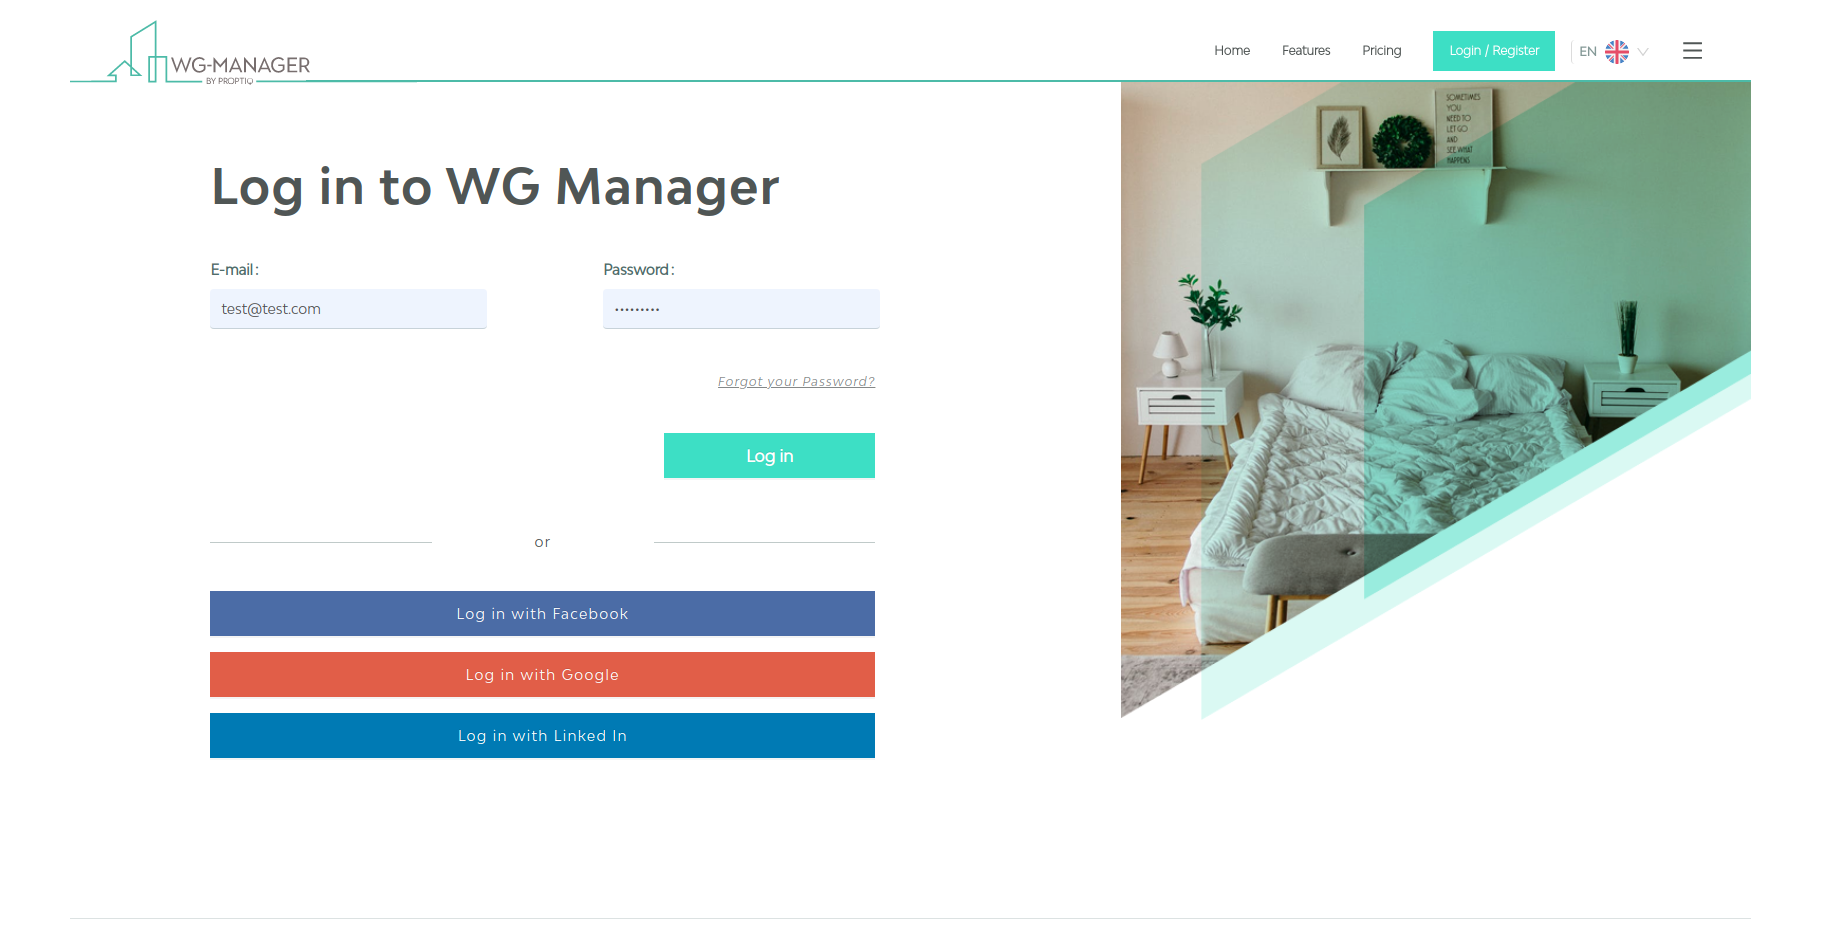 WG-MANAGER
BY PROPTIQ
Home
Features
Pricing
Login / Register
EN
SOMETIMES
YOU
NEED TO
LET GO
AND
SEE WHAT
HAPPENS
Log in to WG Manager
E-mail :
Password :
test@test.com
•••••••••
Forgot your Password?
Log in
or
Log in with Facebook
Log in with Google
Log in with Linked In